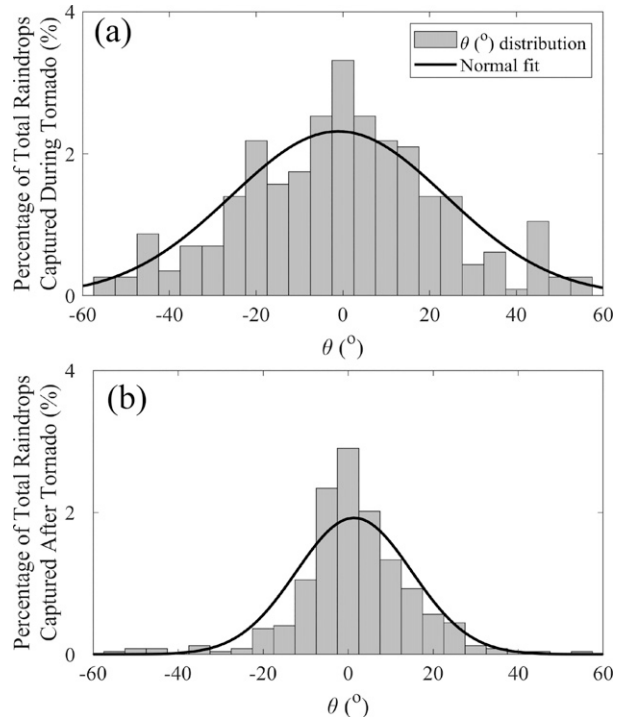 (a)
θ (°) distribution
Normal fit
Percentage of Total Raindrops
Captured During Tornado (%)
4
2
0
-60 -40 -20 0 20 40 60
θ (°)
(b)
Percentage of Total Raindrops
Captured After Tornado (%)
4
2
0
-60 -40 -20 0 20 40 60
θ (°)